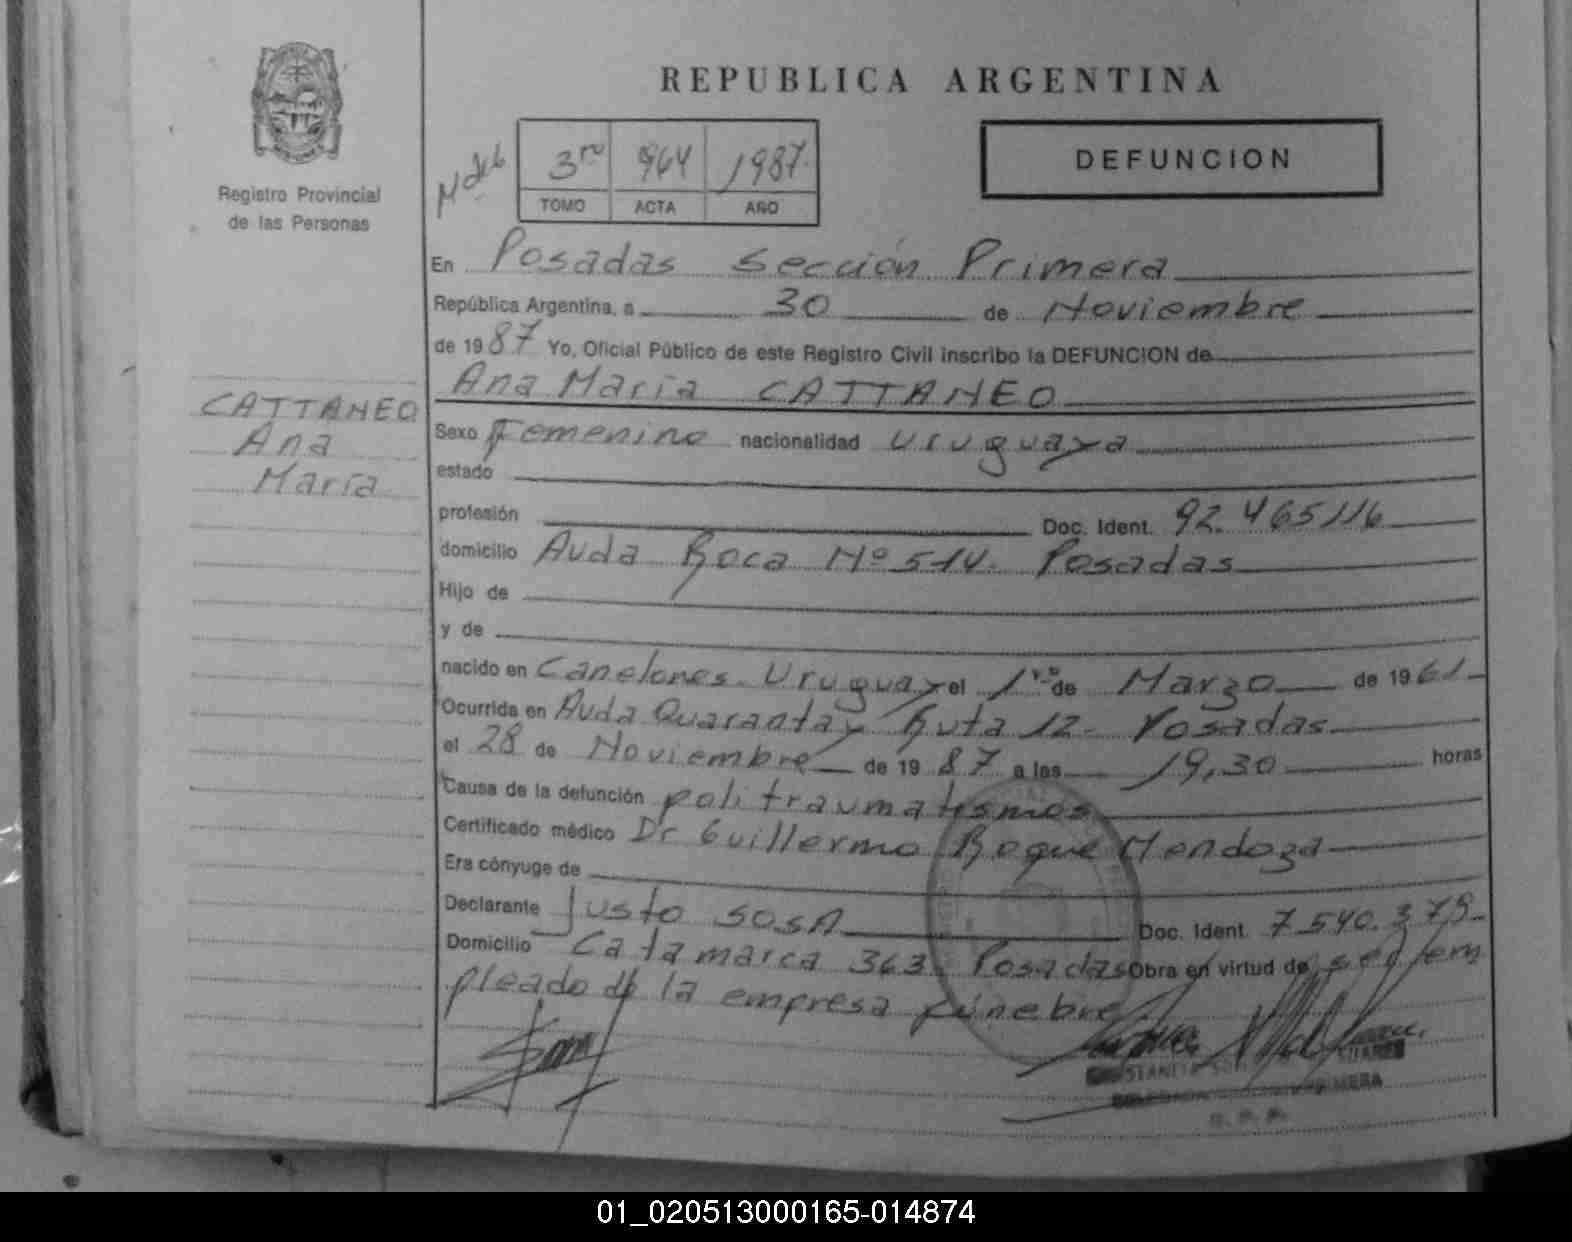 REPUBLICA ARGENTINA
Registro Provincial
de las Personas
3ro 964 1987
TOMO ACTA AÑO
DEFUNCION
En Posadas Sección Primera
República Argentina, a 30 de Noviembre
de 1987 Yo, Oficial Público de este Registro Civil inscribo la DEFUNCION de
Ana María CATTANEO
CATTANEO
Ana
María
Sexo Femenino nacionalidad uruguaya
estado
profesión Doc. Ident. 92.465116
domicilio Avda Roca Nº 514. Posadas
Hijo de
y de
nacido en Canelones. Uruguay el 1ro de Marzo de 1961
Ocurrida en Avda Quaranta y Ruta 12- Posadas
el 28 de Noviembre de 1987 a las 19,30 horas
Causa de la defunción politraumatismos
Certificado médico Dr Guillermo Roque Mendoza
Era cónyuge de
Declarante Justo SOSA Doc. Ident. 7.540.378
Domicilio Catamarca 363 Posadas Obra en virtud de ser em
pleado de la empresa fúnebre
01_020513000165-014874